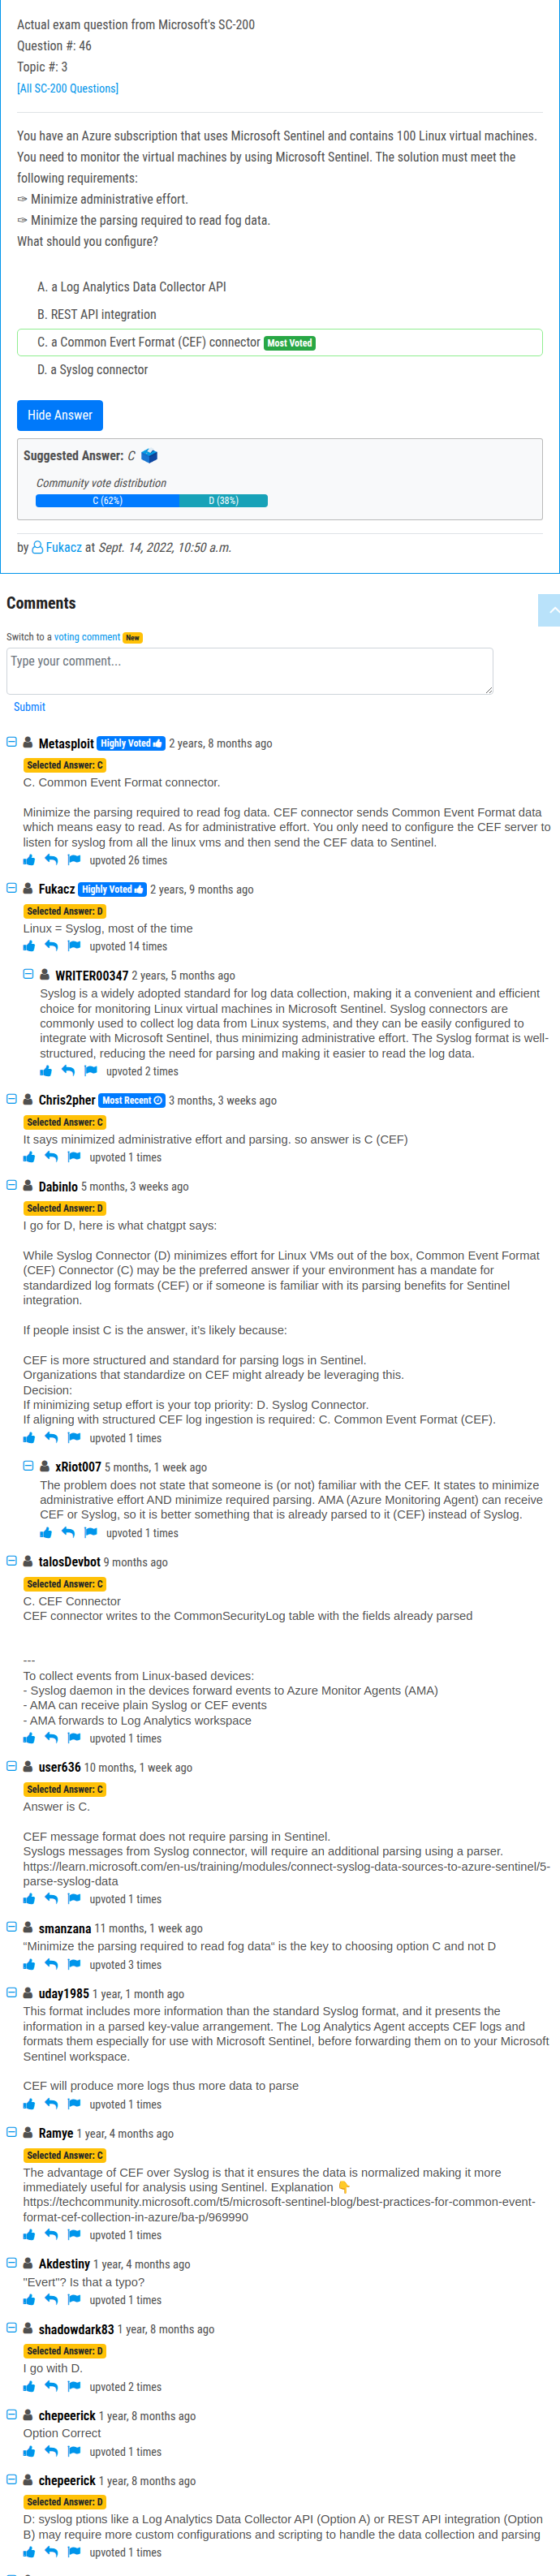 Actual exam question from Microsoft's SC-200
Question #: 46
Topic #: 3
[All SC-200 Questions]
You have an Azure subscription that uses Microsoft Sentinel and contains 100 Linux virtual machines.
You need to monitor the virtual machines by using Microsoft Sentinel. The solution must meet the
following requirements:
✑ Minimize administrative effort.
✑ Minimize the parsing required to read fog data.
What should you configure?
A. a Log Analytics Data Collector API
B. REST API integration
C. a Common Evert Format (CEF) connector Most Voted
D. a Syslog connector
Hide Answer
Suggested Answer: C
Community vote distribution
C (62%) D (38%)
by Fukacz at Sept. 14, 2022, 10:50 a.m.
Comments
Switch to a voting comment New
Type your comment...
Submit
Metasploit Highly Voted 2 years, 8 months ago
Selected Answer: C
C. Common Event Format connector.
Minimize the parsing required to read fog data. CEF connector sends Common Event Format data
which means easy to read. As for administrative effort. You only need to configure the CEF server to
listen for syslog from all the linux vms and then send the CEF data to Sentinel.
upvoted 26 times
Fukacz Highly Voted 2 years, 9 months ago
Selected Answer: D
Linux = Syslog, most of the time
upvoted 14 times
WRITER00347 2 years, 5 months ago
Syslog is a widely adopted standard for log data collection, making it a convenient and efficient
choice for monitoring Linux virtual machines in Microsoft Sentinel. Syslog connectors are
commonly used to collect log data from Linux systems, and they can be easily configured to
integrate with Microsoft Sentinel, thus minimizing administrative effort. The Syslog format is well-
structured, reducing the need for parsing and making it easier to read the log data.
upvoted 2 times
Chris2pher Most Recent 3 months, 3 weeks ago
Selected Answer: C
It says minimized administrative effort and parsing. so answer is C (CEF)
upvoted 1 times
Dabinlo 5 months, 3 weeks ago
Selected Answer: D
I go for D, here is what chatgpt says:
While Syslog Connector (D) minimizes effort for Linux VMs out of the box, Common Event Format
(CEF) Connector (C) may be the preferred answer if your environment has a mandate for
standardized log formats (CEF) or if someone is familiar with its parsing benefits for Sentinel
integration.
If people insist C is the answer, it's likely because:
CEF is more structured and standard for parsing logs in Sentinel.
Organizations that standardize on CEF might already be leveraging this.
Decision:
If minimizing setup effort is your top priority: D. Syslog Connector.
If aligning with structured CEF log ingestion is required: C. Common Event Format (CEF).
upvoted 1 times
xRiot007 5 months, 1 week ago
The problem does not state that someone is (or not) familiar with the CEF. It states to minimize
administrative effort AND minimize required parsing. AMA (Azure Monitoring Agent) can receive
CEF or Syslog, so it is better something that is already parsed to it (CEF) instead of Syslog.
upvoted 1 times
talosDevbot 9 months ago
Selected Answer: C
C. CEF Connector
CEF connector writes to the CommonSecurityLog table with the fields already parsed
---
To collect events from Linux-based devices:
- Syslog daemon in the devices forward events to Azure Monitor Agents (AMA)
- AMA can receive plain Syslog or CEF events
- AMA forwards to Log Analytics workspace
upvoted 1 times
user636 10 months, 1 week ago
Selected Answer: C
Answer is C.
CEF message format does not require parsing in Sentinel.
Syslogs messages from Syslog connector, will require an additional parsing using a parser.
https://learn.microsoft.com/en-us/training/modules/connect-syslog-data-sources-to-azure-sentinel/5-
parse-syslog-data
upvoted 1 times
smanzana 11 months, 1 week ago
"Minimize the parsing required to read fog data" is the key to choosing option C and not D
upvoted 3 times
uday1985 1 year, 1 month ago
This format includes more information than the standard Syslog format, and it presents the
information in a parsed key-value arrangement. The Log Analytics Agent accepts CEF logs and
formats them especially for use with Microsoft Sentinel, before forwarding them on to your Microsoft
Sentinel workspace.
CEF will produce more logs thus more data to parse
upvoted 1 times
Ramye 1 year, 4 months ago
Selected Answer: C
The advantage of CEF over Syslog is that it ensures the data is normalized making it more
immediately useful for analysis using Sentinel. Explanation 👇
https://techcommunity.microsoft.com/t5/microsoft-sentinel-blog/best-practices-for-common-event-
format-cef-collection-in-azure/ba-p/969990
upvoted 1 times
Akdestiny 1 year, 4 months ago
"Evert"? Is that a typo?
upvoted 1 times
shadowdark83 1 year, 8 months ago
Selected Answer: D
I go with D.
upvoted 2 times
chepeerick 1 year, 8 months ago
Option Correct
upvoted 1 times
chepeerick 1 year, 8 months ago
Selected Answer: D
D: syslog ptions like a Log Analytics Data Collector API (Option A) or REST API integration (Option
B) may require more custom configurations and scripting to handle the data collection and parsing
upvoted 1 times